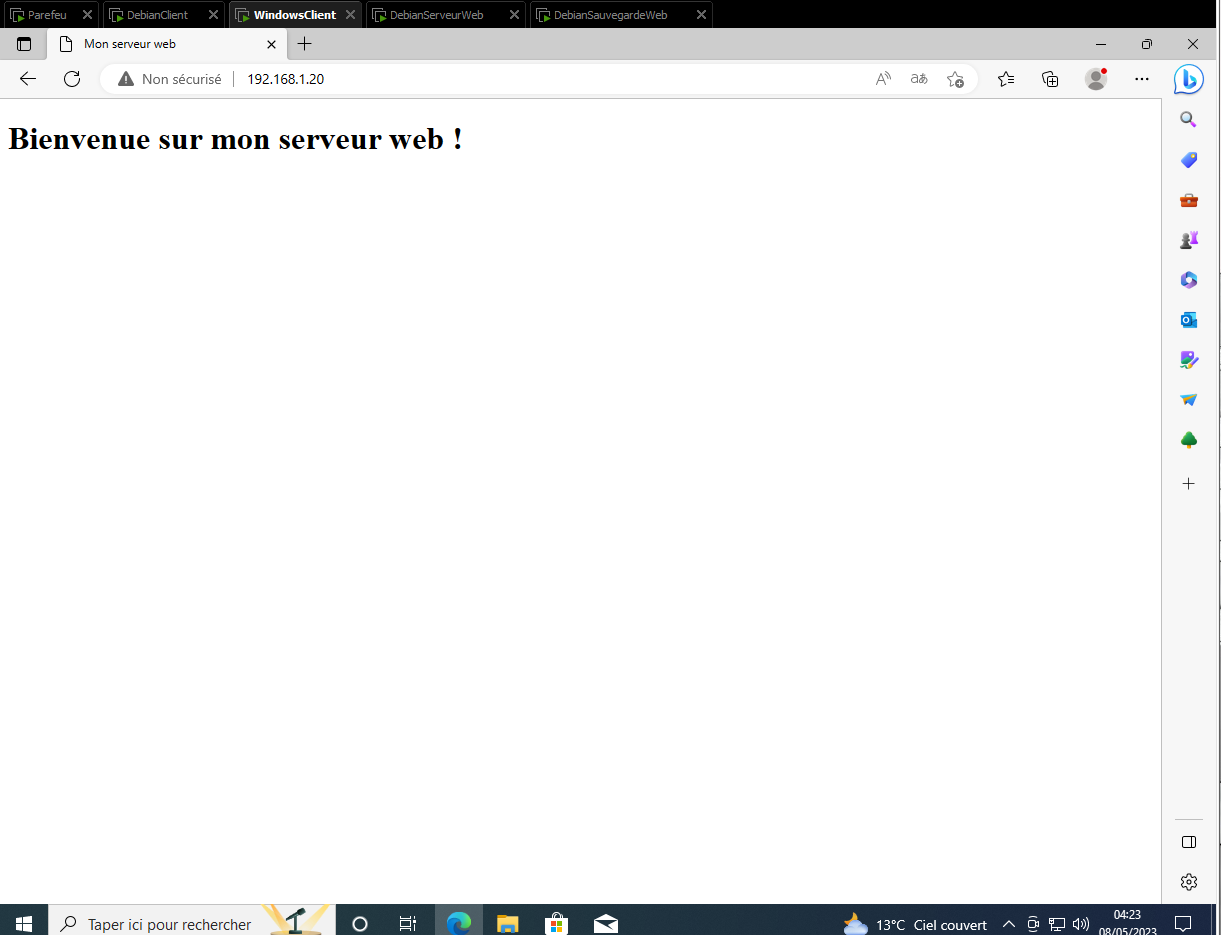 Parefeu
DebianClient
WindowsClient
DebianServeurWeb
DebianSauvegardeWeb
Mon serveur web
Non sécurisé
192.168.1.20
Bienvenue sur mon serveur web !
Taper ici pour rechercher
13°C Ciel couvert
04:23
08/05/2023